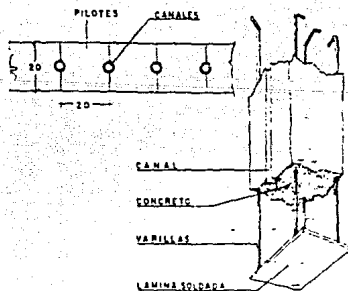 PILOTES
CANALES
20
20
CANAL
CONCRETO
VARILLAS
LAMINA SOLDADA